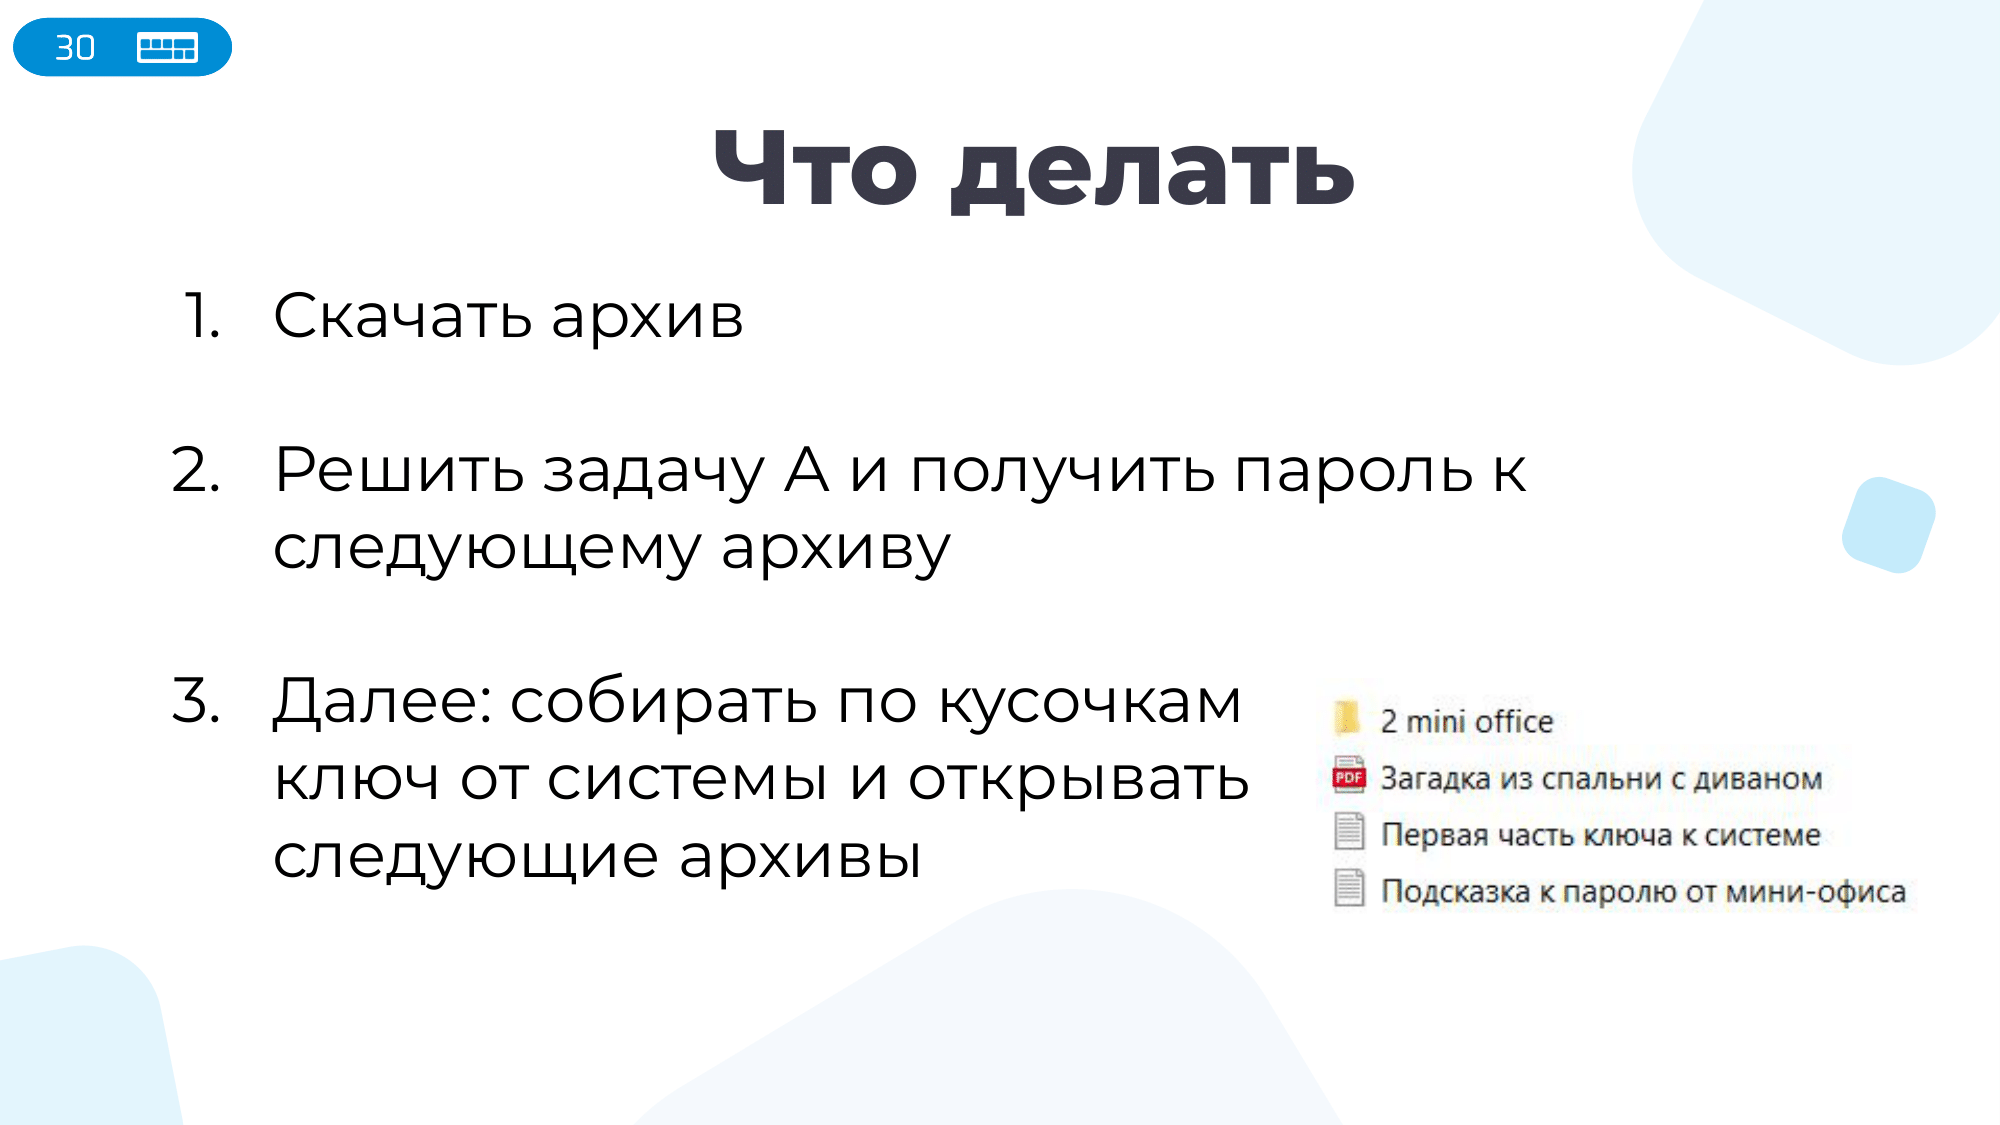 30
Что делать
1. Скачать архив
2. Решить задачу А и получить пароль к
следующему архиву
3. Далее: собирать по кусочкам
ключ от системы и открывать
следующие архивы
2 mini office
PDF Загадка из спальни с диваном
Первая часть ключа к системе
Подсказка к паролю от мини-офиса